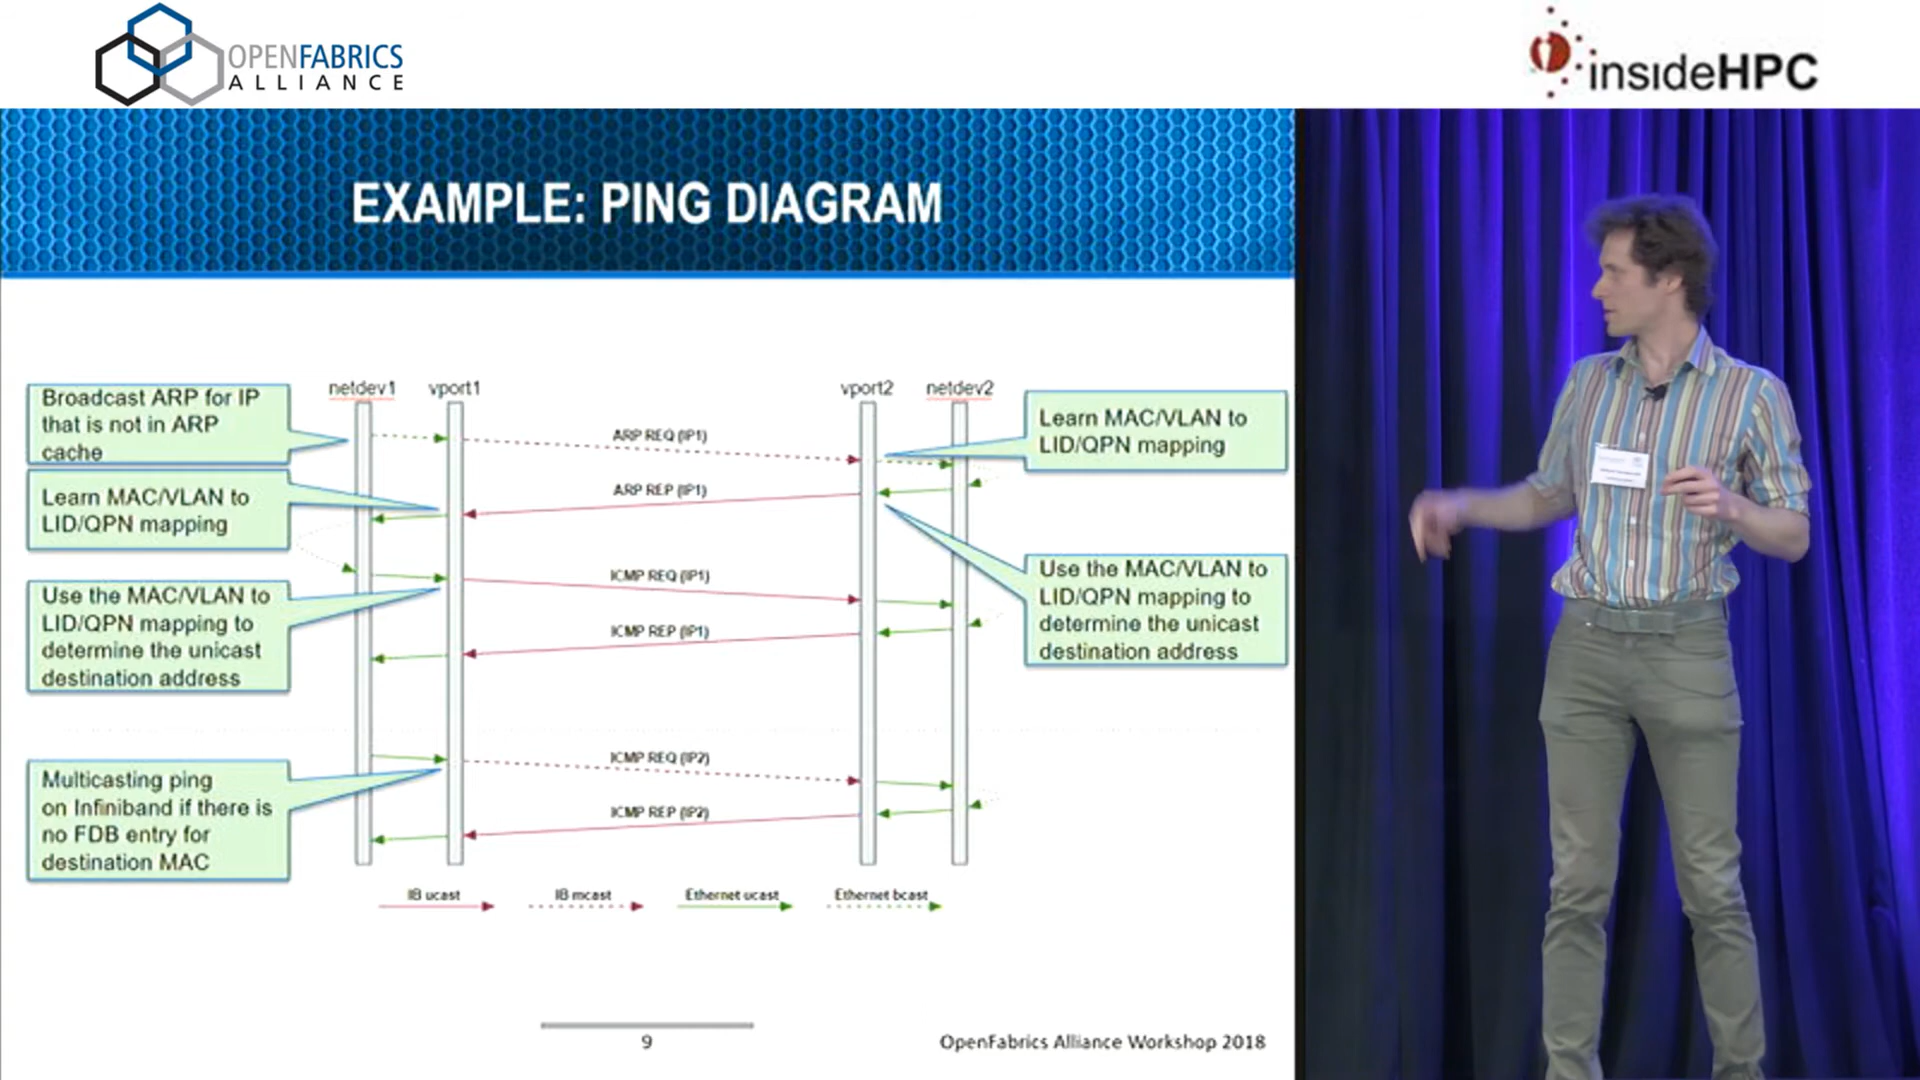 OPENFABRICS
ALLIANCE
insideHPC
EXAMPLE: PING DIAGRAM
netdev1
vport1
vport2
netdev2
Broadcast ARP for IP
that is not in ARP
cache
Learn MAC/VLAN to
LID/QPN mapping
Use the MAC/VLAN to
LID/QPN mapping to
determine the unicast
destination address
Multicasting ping
on Infiniband if there is
no FDB entry for
destination MAC
ARP REQ (IP1)
ARP REP (IP1)
ICMP REQ (IP1)
ICMP REP (IP1)
ICMP REQ (IP2)
ICMP REP (IP2)
Learn MAC/VLAN to
LID/QPN mapping
Use the MAC/VLAN to
LID/QPN mapping to
determine the unicast
destination address
IB ucast
IB mcast
Ethernet ucast
Ethernet bcast
9
OpenFabrics Alliance Workshop 2018